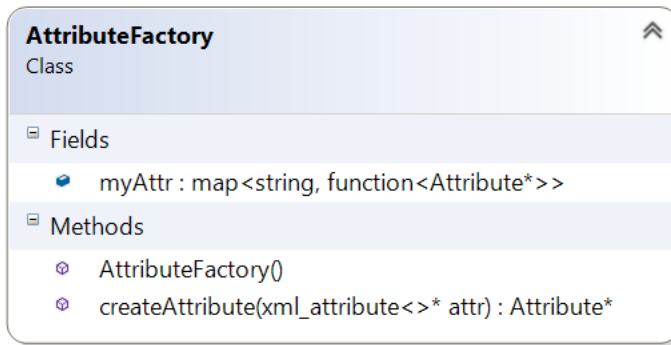 AttributeFactory
Class
Fields
myAttr : map<string, function<Attribute*>>
Methods
AttributeFactory()
createAttribute(xml_attribute<>* attr) : Attribute*